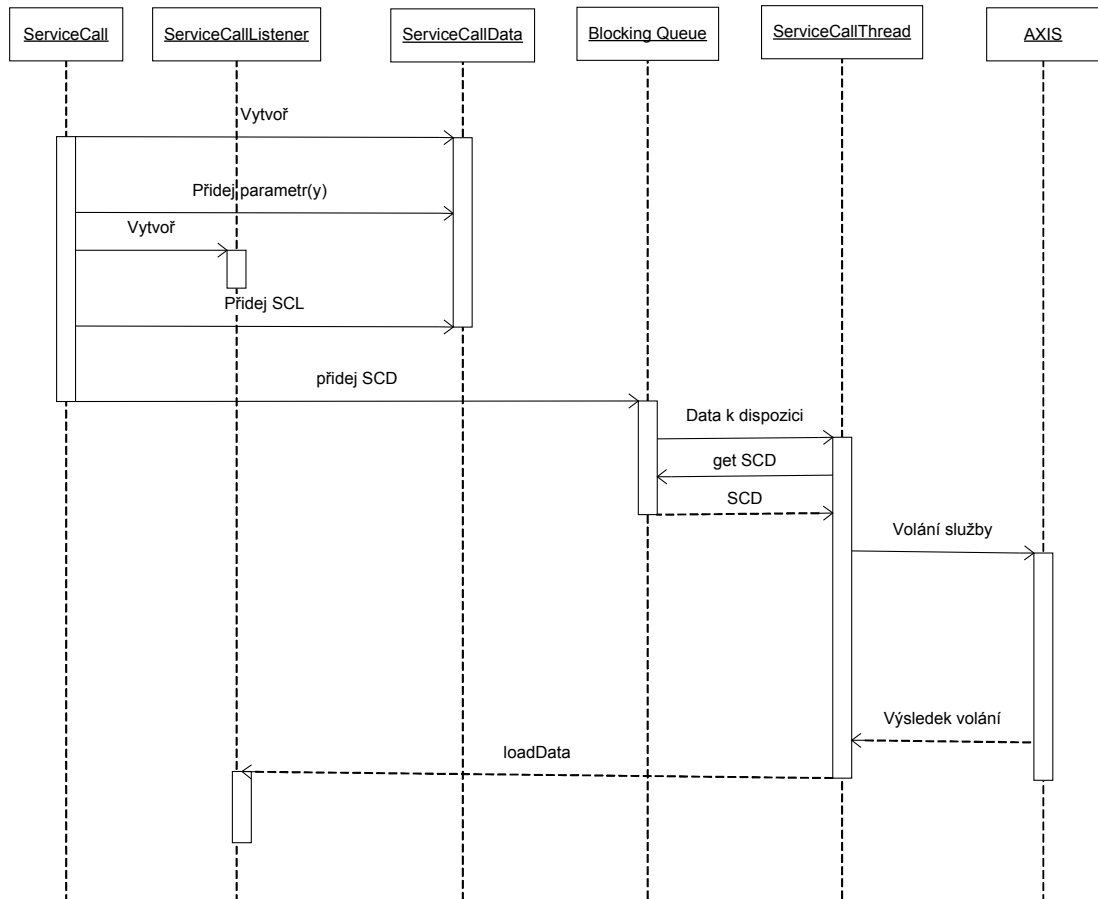 ServiceCall
ServiceCallListener
ServiceCallData
Blocking Queue
ServiceCallThread
AXIS
Vytvoř
Přidej parametr(y)
Vytvoř
Přidej SCL
přidej SCD
Data k dispozici
get SCD
SCD
Volání služby
Výsledek volání
loadData